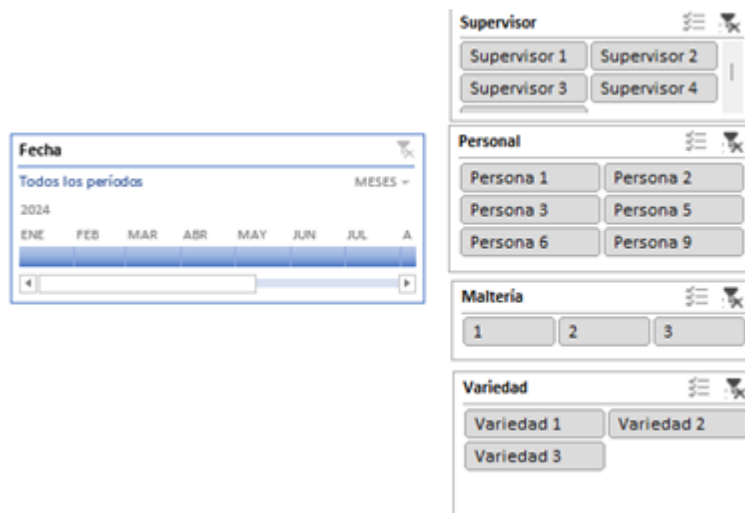 Fecha
Todos los períodos
MESES
2024
ENE FEB MAR ABR MAY JUN JUL A
Supervisor
Supervisor 1 Supervisor 2
Supervisor 3 Supervisor 4
Personal
Persona 1 Persona 2
Persona 3 Persona 5
Persona 6 Persona 9
Malteria
1 2 3
Variedad
Variedad 1 Variedad 2
Variedad 3